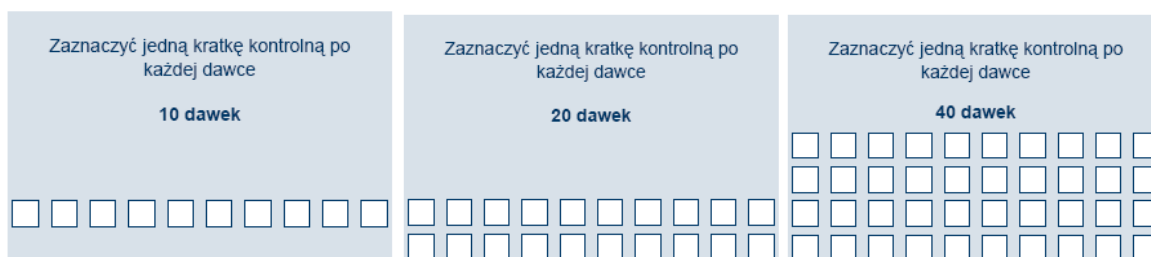 Zaznaczyć jedną kratkę kontrolną po
każdej dawce
10 dawek
Zaznaczyć jedną kratkę kontrolną po
każdej dawce
20 dawek
Zaznaczyć jedną kratkę kontrolną po
każdej dawce
40 dawek